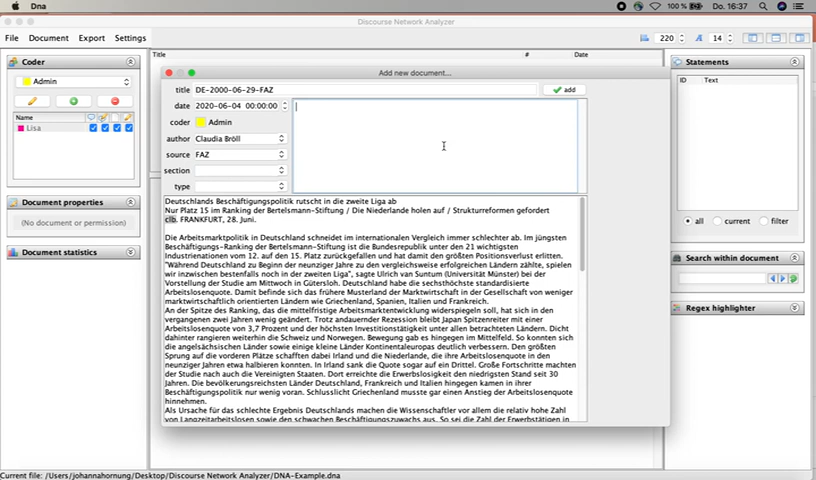 Dna
100 %
Do. 16:37
Discourse Network Analyzer
File Document Export Settings
220
14
Coder
Admin
Name
Lisa
Document properties
(No document or permission)
Document statistics
Title # Date
Add new document...
title DE-2000-06-29-FAZ add
date 2020-06-04 00:00:00
coder Admin
author Claudia Bröll
source FAZ
section
type
Deutschlands Beschäftigungspolitik rutscht in die zweite Liga ab
Nur Platz 15 im Ranking der Bertelsmann-Stiftung / Die Niederlande holen auf / Strukturreformen gefordert
clb. FRANKFURT, 28. Juni.
Die Arbeitsmarktpolitik in Deutschland schneidet im internationalen Vergleich immer schlechter ab. Im jüngsten
Beschäftigungs-Ranking der Bertelsmann-Stiftung ist die Bundesrepublik unter den 21 wichtigsten
Industrienationen vom 12. auf den 15. Platz zurückgefallen und hat damit den größten Positionsverlust erlitten.
"Während Deutschland zu Beginn der neunziger Jahre zu den vergleichsweise erfolgreichen Ländern zählte, spielen
wir inzwischen bestenfalls noch in der zweiten Liga", sagte Ulrich van Suntum (Universität Münster) bei der
Vorstellung der Studie am Mittwoch in Gütersloh. Deutschland habe die sechsthöchste standardisierte
Arbeitslosenquote. Damit befinde sich das frühere Musterland der Marktwirtschaft in der Gesellschaft von weniger
marktwirtschaftlich orientierten Ländern wie Griechenland, Spanien, Italien und Frankreich.
An der Spitze des Ranking, das die mittelfristige Arbeitsmarktentwicklung widerspiegeln soll, hat sich in den
vergangenen zwei Jahren wenig geändert. Trotz andauernder Rezession bleibt Japan Spitzenreiter mit einer
Arbeitslosenquote von 3,7 Prozent und der höchsten Investitionstätigkeit unter allen betrachteten Ländern. Dicht
dahinter rangieren weiterhin die Schweiz und Norwegen. Bewegung gab es hingegen im Mittelfeld. So konnten sich
die angelsächsischen Länder sowie einige kleine Länder Kontinentaleuropas deutlich verbessern. Den größten
Sprung auf die vorderen Plätze schafften dabei Irland und die Niederlande, die ihre Arbeitslosenquote in den
neunziger Jahren etwa halbieren konnten. In Irland sank die Quote sogar auf ein Drittel. Große Fortschritte machten
der Studie nach auch die Vereinigten Staaten. Dort erreichte die Erwerbslosigkeit den niedrigsten Stand seit 30
Jahren. Die bevölkerungsreichsten Länder Deutschland, Frankreich und Italien hingegen kamen in ihrer
Beschäftigungspolitik nur wenig voran. Schlusslicht Griechenland musste gar einen Anstieg der Arbeitslosenquote
hinnehmen.
Als Ursache für das schlechte Ergebnis Deutschlands machen die Wissenschaftler vor allem die relativ hohe Zahl
von Langzeitarbeitslosen sowie den schwachen Beschäftigungszuwachs aus. So sei die Zahl der Erwerbstätigen in
Statements
ID Text
all current filter
Search within document
Regex highlighter
Current file: /Users/johannahornung/Desktop/Discourse Network Analyzer/DNA-Example.dna